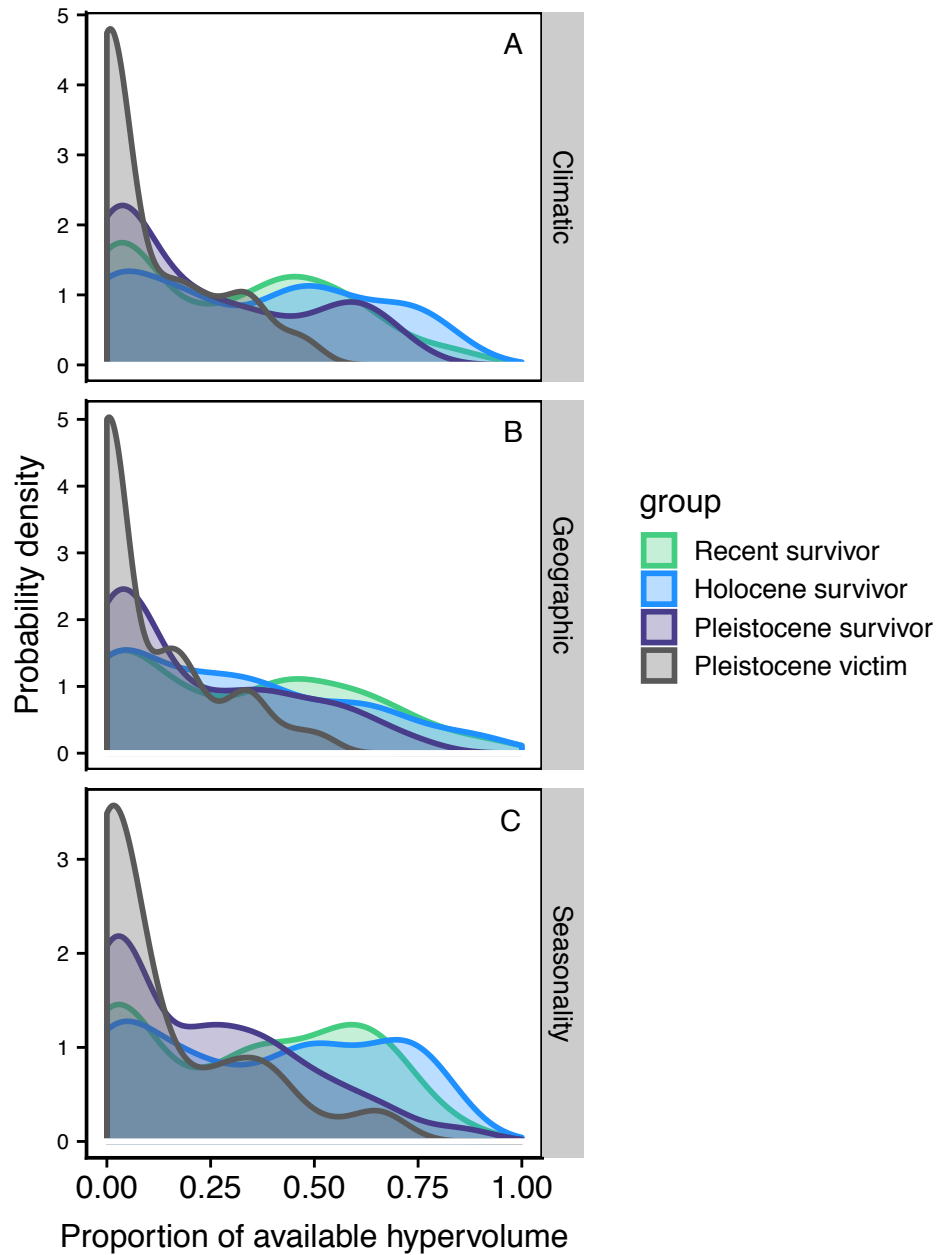 5
4
3
2
1
0
A
Climatic
5
4
3
2
1
0
B
Geographic
3
2
1
0
C
Seasonality
0.00 0.25 0.50 0.75 1.00
Proportion of available hypervolume
Probability density
group
Recent survivor
Holocene survivor
Pleistocene survivor
Pleistocene victim